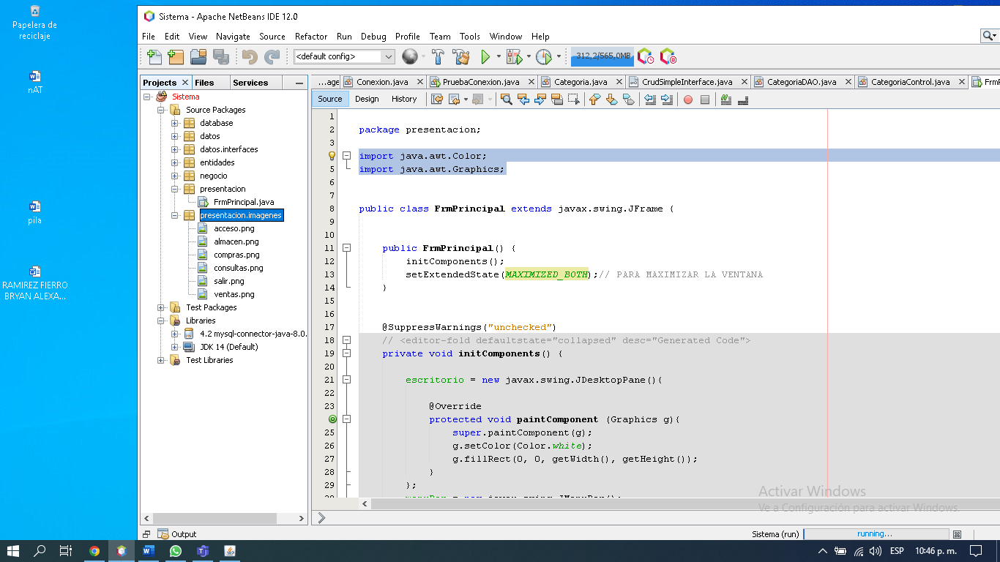 Papelera de
reciclaje
nAT
pila
RAMIREZ FIERRO
BRYAN ALEXA...
Sistema - Apache NetBeans IDE 12.0
File Edit View Navigate Source Refactor Run Debug Profile Team Tools Window Help
<default config>
312,2/565,0MB
Projects Files Services
Sistema
Source Packages
database
datos
datos.interfaces
entidades
negocio
presentacion
FrmPrincipal.java
presentacion.imagenes
acceso.png
almacen.png
compras.png
consultas.png
salir.png
ventas.png
Test Packages
Libraries
4.2 mysql-connector-java-8.0.
JDK 14 (Default)
Test Libraries
...age Conexion.java PruebaConexion.java Categoria.java CrudSimpleInterface.java CategoriaDAO.java CategoriaControl.java FrmP
Source Design History
1
2 package presentacion;
3
import java.awt.Color;
5 import java.awt.Graphics;
6
7
8 public class FrmPrincipal extends javax.swing.JFrame {
9
10
11 public FrmPrincipal() {
12 initComponents();
13 setExtendedState(MAXIMIZED_BOTH);// PARA MAXIMIZAR LA VENTANA
14 }
15
16
17 @SuppressWarnings("unchecked")
18 // <editor-fold defaultstate="collapsed" desc="Generated Code">
19 private void initComponents() {
20
21 escritorio = new javax.swing.JDesktopPane(){
22
23 @Override
protected void paintComponent (Graphics g){
25 super.paintComponent(g);
26 g.setColor(Color.white);
27 g.fillRect(0, 0, getWidth(), getHeight());
28 }
29 };
Activar Windows
Ve a Configuración para activar Windows.
Output
Sistema (run) running...
ESP 10:46 p. m.